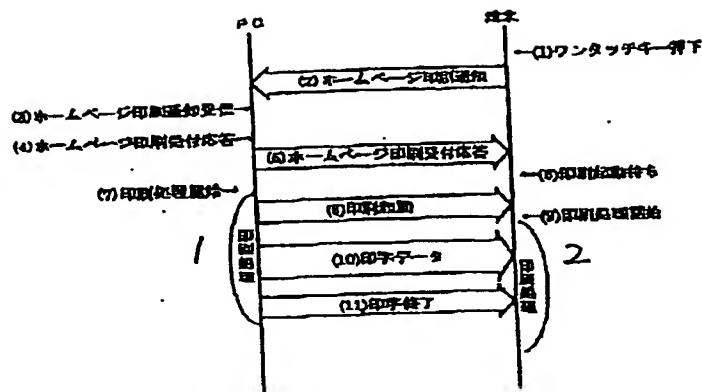 PC 端末
(1)ワンタッチキー押下
(2)ホームページ印刷通知
(3)ホームページ印刷通知受信
(4)ホームページ印刷受付応答
(5)ホームページ印刷受付応答
(6)印刷起動待ち
(7)印刷処理開始
(8)印刷起動
(9)印刷処理開始
1 印刷処理
(10)印字データ
2 印刷処理
(11)印字終了